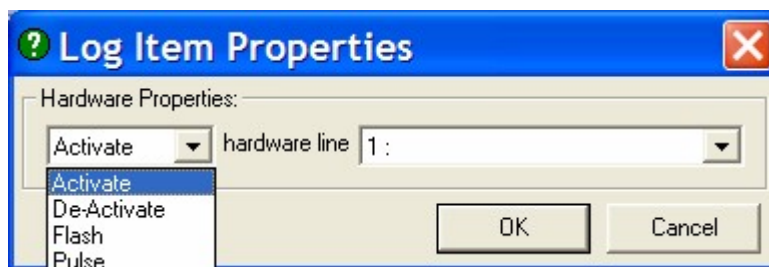 ? Log Item Properties
Hardware Properties:
Activate hardware line 1 :
Activate
De-Activate
Flash
Pulse
OK Cancel